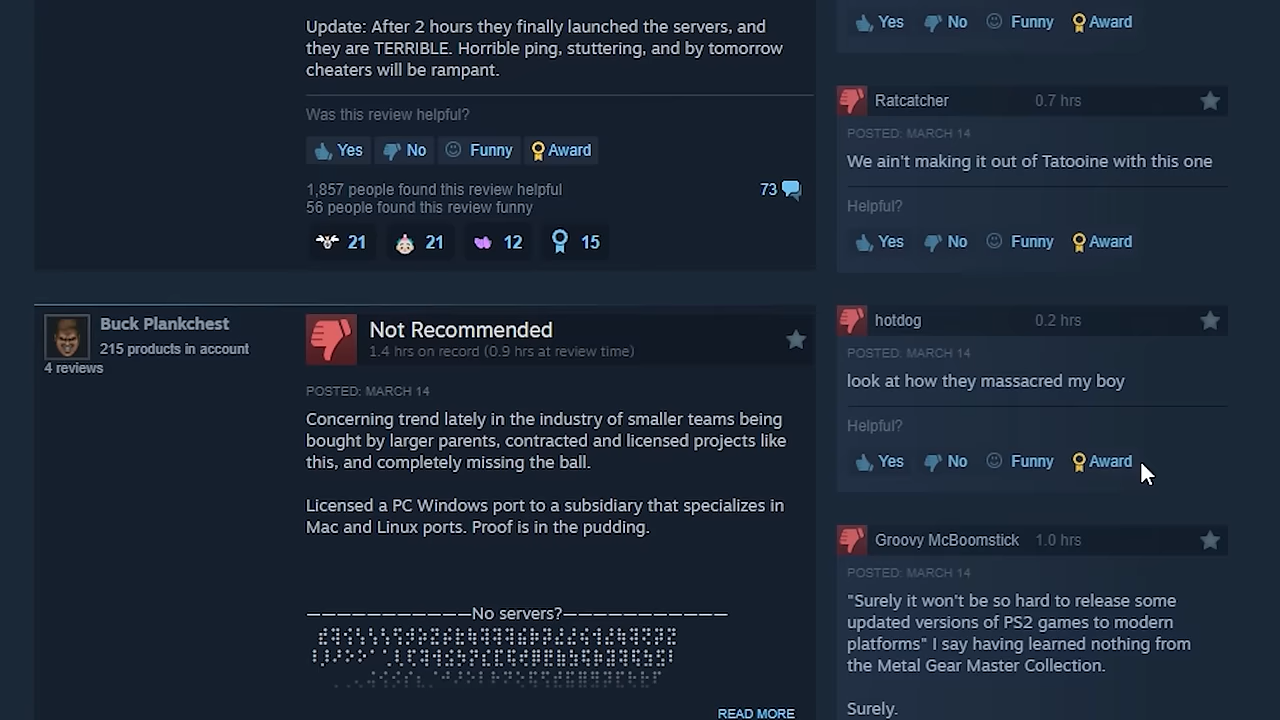 Update: After 2 hours they finally launched the servers, and
they are TERRIBLE. Horrible ping, stuttering, and by tomorrow
cheaters will be rampant.
Was this review helpful?
Yes No Funny Award
1,857 people found this review helpful
56 people found this review funny
73
21 21 12 15
Buck Plankchest
215 products in account
4 reviews
Not Recommended
1.4 hrs on record (0.9 hrs at review time)
POSTED: MARCH 14
Concerning trend lately in the industry of smaller teams being
bought by larger parents, contracted and licensed projects like
this, and completely missing the ball.
Licensed a PC Windows port to a subsidiary that specializes in
Mac and Linux ports. Proof is in the pudding.
———————————No servers?———————————
READ MORE
Yes No Funny Award
Ratcatcher 0.7 hrs
POSTED: MARCH 14
We ain't making it out of Tatooine with this one
Helpful?
Yes No Funny Award
hotdog 0.2 hrs
POSTED: MARCH 14
look at how they massacred my boy
Helpful?
Yes No Funny Award
Groovy McBoomstick 1.0 hrs
POSTED: MARCH 14
"Surely it won't be so hard to release some
updated versions of PS2 games to modern
platforms" I say having learned nothing from
the Metal Gear Master Collection.
Surely.